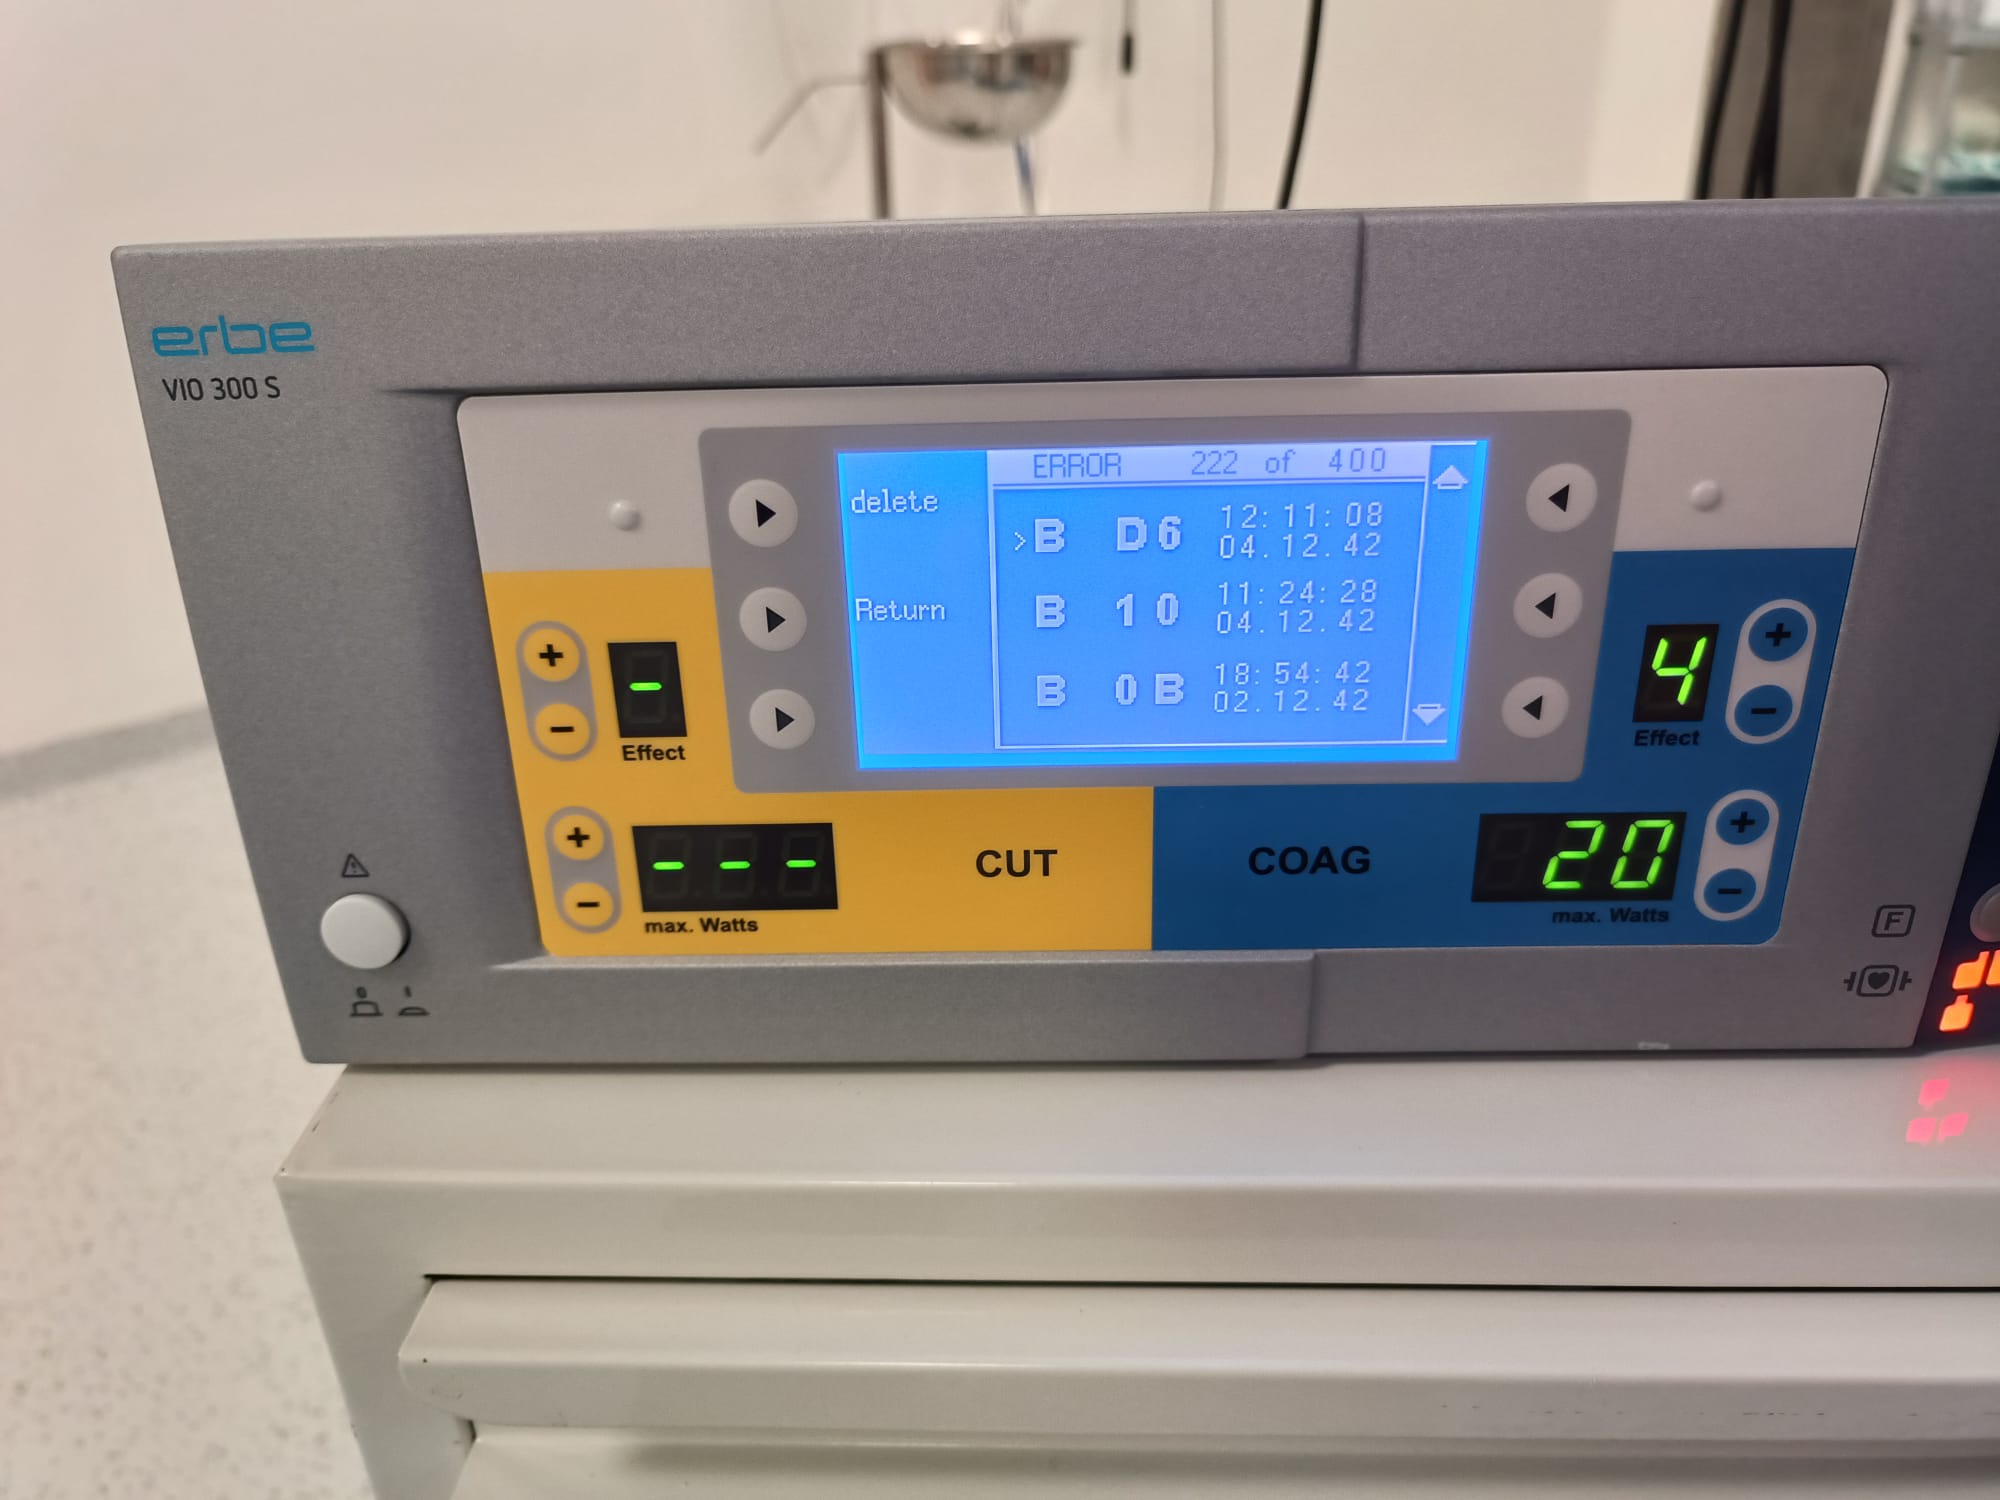 erbe
VIO 300 S
ERROR 222 of 400
delete
>B D6 12:11:08
04.12.42
Return
B 10 11:24:28
04.12.42
B 0B 18:54:42
02.12.42
+
-
-
Effect
4
+
-
Effect
+
-
---
max. Watts
CUT
COAG
20
max. Watts
+
-
F